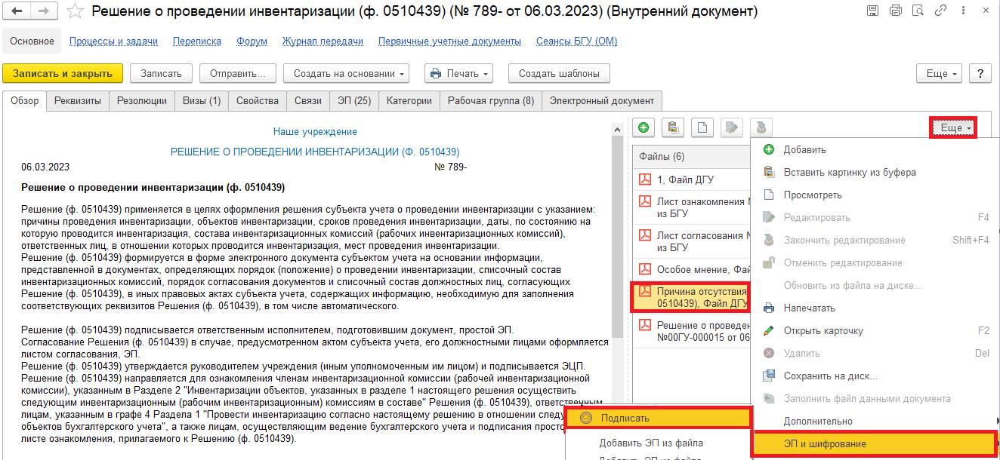 Решение о проведении инвентаризации (ф. 0510439) (№ 789- от 06.03.2023) (Внутренний документ)
Основное Процессы и задачи Переписка Форум Журнал передачи Первичные учетные документы Сеансы БГУ (ОМ)
Записать и закрыть Записать Отправить... Создать на основании Печать Создать шаблоны Еще ?
Обзор Реквизиты Резолюции Визы (1) Свойства Связи ЭП (25) Категории Рабочая группа (8) Электронный документ
Наше учреждение
РЕШЕНИЕ О ПРОВЕДЕНИИ ИНВЕНТАРИЗАЦИИ (Ф. 0510439)
06.03.2023 № 789-
Решение о проведении инвентаризации (ф. 0510439)
Решение (ф. 0510439) применяется в целях оформления решения субъекта учета о проведении инвентаризации с указанием:
причины проведения инвентаризации, объектов инвентаризации, сроков проведения инвентаризации, даты, по состоянию на
которую проводится инвентаризация, состава инвентаризационных комиссий (рабочих инвентаризационных комиссий),
ответственных лиц, в отношении которых проводится инвентаризация, мест проведения инвентаризации.
Решение (ф. 0510439) формируется в форме электронного документа субъектом учета на основании информации,
представленной в документах, определяющих порядок (положение) о проведении инвентаризации, списочный состав
инвентаризационных комиссий, порядок согласования документов и списочный состав должностных лиц, согласующих
Решение (ф. 0510439), в иных правовых актах субъекта учета, содержащих информацию, необходимую для заполнения
соответствующих реквизитов Решения (ф. 0510439), в том числе автоматического.
Решение (ф. 0510439) подписывается ответственным исполнителем, подготовившим документ, простой ЭП.
Согласование Решения (ф. 0510439) в случае, предусмотренном актом субъекта учета, его должностными лицами оформляется
листом согласования, ЭП.
Решение (ф. 0510439) утверждается руководителем учреждения (иным уполномоченным им лицом) и подписывается ЭЦП.
Решение (ф. 0510439) направляется для ознакомления членам инвентаризационной комиссии (рабочей инвентаризационной
комиссии), указанным в Разделе 2 "Инвентаризации объектов, указанных в разделе 1 настоящего решения осуществить
следующим инвентаризационным (рабочим инвентаризационным) комиссиям в составе" Решения (ф. 0510439), ответственным
лицам, указанным в графе 4 Раздела 1 "Провести инвентаризацию согласно настоящему решению в отношении след
объектов бухгалтерского учета", а также лицам, осуществляющим ведение бухгалтерского учета и подписания прост
листе ознакомления, прилагаемого к Решению (ф. 0510439).
Еще
Файлы (6)
1, Файл ДГУ
Лист ознакомления
из БГУ
Лист согласования
из БГУ
Особое мнение, Фай
Причина отсутствия
0510439), Файл ДГУ
Решение о проведен
№00ГУ-000015 от 06
Добавить
Вставить картинку из буфера
Просмотреть
Редактировать F4
Закончить редактирование Shift+F4
Отменить редактирование
Обновить из файла на диске...
Напечатать
Открыть карточку F2
Удалить Del
Сохранить на диск...
Заполнить файл данными документа
Дополнительно
ЭП и шифрование
Подписать
Добавить ЭП из файла